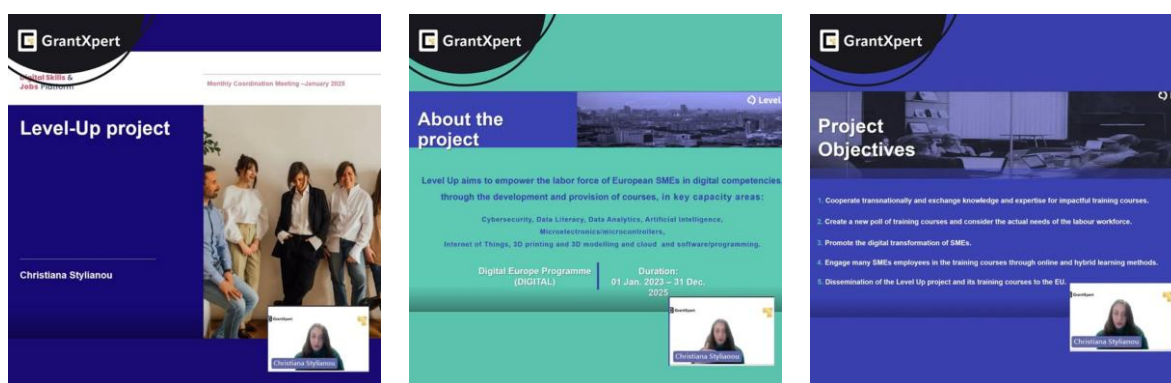 GrantXpert
Digital Skills &
Jobs Platform
Monthly Coordination Meeting –January 2025
Level-Up project
Christiana Stylianou
GrantXpert
Christiana Stylianou
GrantXpert
Level
About the
project
Level Up aims to empower the labor force of European SMEs in digital competencies
through the development and provision of courses, in key capacity areas:
Cybersecurity, Data Literacy, Data Analytics, Artificial Intelligence,
Microelectronics/microcontrollers,
Internet of Things, 3D printing and 3D modelling and cloud and software/programming.
Digital Europe Programme
(DIGITAL)
Duration:
01 Jan. 2023 – 31 Dec.
2025
GrantXpert
Christiana Stylianou
GrantXpert
Project
Objectives
1. Cooperate transnationally and exchange knowledge and expertise for impactful training courses.
2. Create a new poll of training courses and consider the actual needs of the labour workforce.
3. Promote the digital transformation of SMEs.
4. Engage many SMEs employees in the training courses through online and hybrid learning methods.
5. Dissemination of the Level Up project and its training courses to the EU.
GrantXpert
Christiana Stylianou